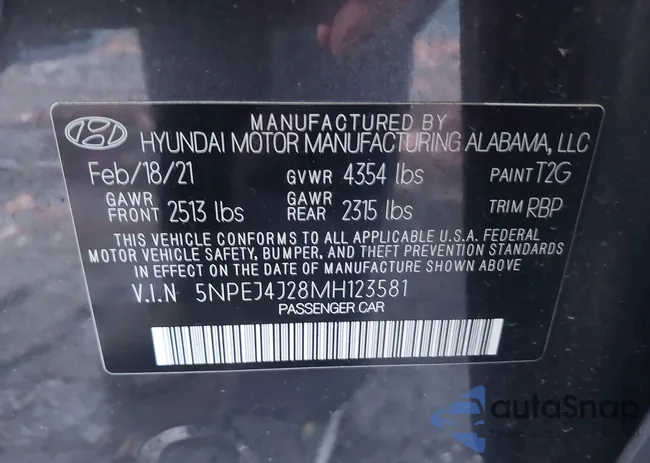 MANUFACTURED BY
HYUNDAI MOTOR MANUFACTURING ALABAMA, LLC
Feb/18/21 GVWR 4354 lbs PAINT T2G
GAWR FRONT 2513 lbs GAWR REAR 2315 lbs TRIM RBP
THIS VEHICLE CONFORMS TO ALL APPLICABLE U.S.A. FEDERAL
MOTOR VEHICLE SAFETY, BUMPER, AND THEFT PREVENTION STANDARDS
IN EFFECT ON THE DATE OF MANUFACTURE SHOWN ABOVE.
V.I.N 5NPEJ4J28MH123581
PASSENGER CAR
autoSnap